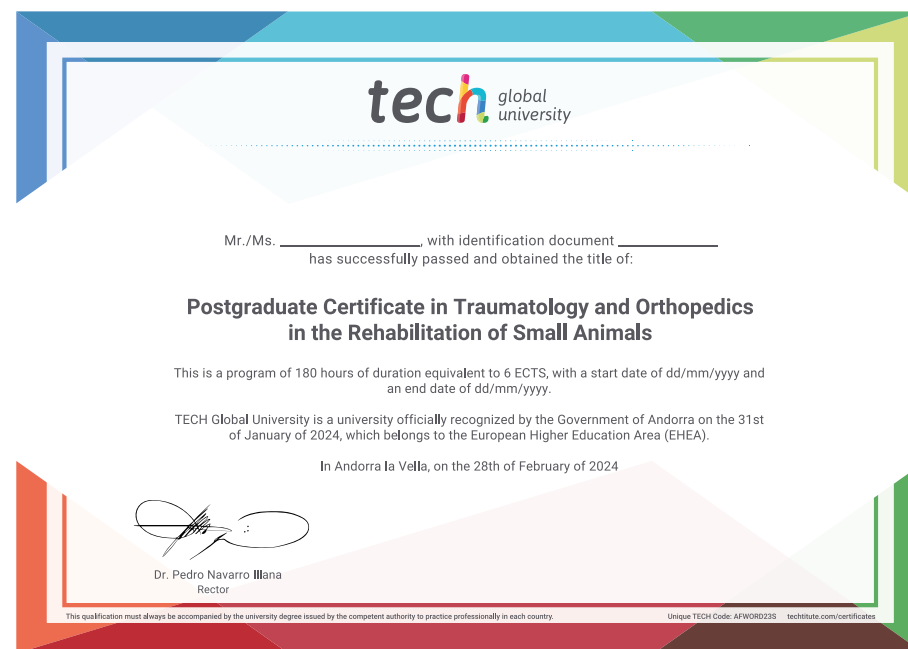 tech global
university
Mr./Ms. ____________, with identification document ____________
has successfully passed and obtained the title of:
Postgraduate Certificate in Traumatology and Orthopedics
in the Rehabilitation of Small Animals
This is a program of 180 hours of duration equivalent to 6 ECTS, with a start date of dd/mm/yyyy and
an end date of dd/mm/yyyy.
TECH Global University is a university officially recognized by the Government of Andorra on the 31st
of January of 2024, which belongs to the European Higher Education Area (EHEA).
In Andorra la Vella, on the 28th of February of 2024
Dr. Pedro Navarro Illana
Rector
This qualification must always be accompanied by the university degree issued by the competent authority to practice professionally in each country.
Unique TECH Code: AFWORD23S techtitute.com/certificates